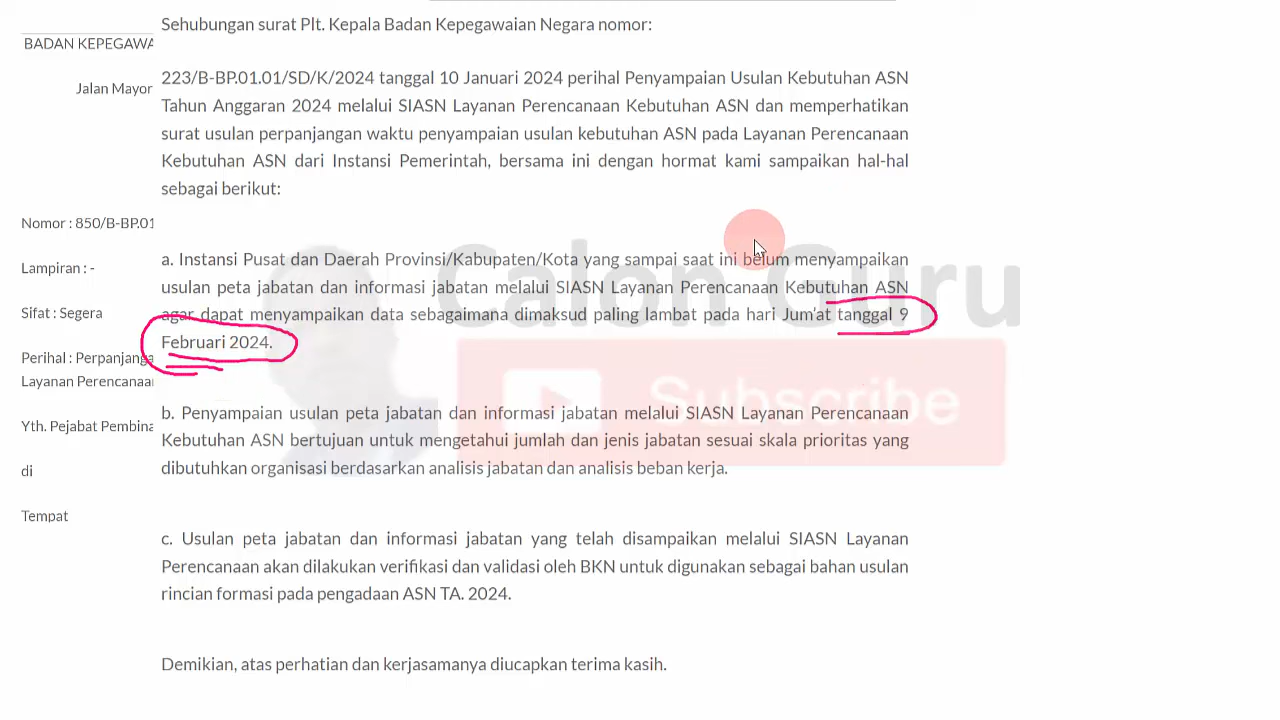 Sehubungan surat Plt. Kepala Badan Kepegawaian Negara nomor:
BADAN KEPEGAWA
Jalan Mayor
223/B-BP.01.01/SD/K/2024 tanggal 10 Januari 2024 perihal Penyampaian Usulan Kebutuhan ASN
Tahun Anggaran 2024 melalui SIASN Layanan Perencanaan Kebutuhan ASN dan memperhatikan
surat usulan perpanjangan waktu penyampaian usulan kebutuhan ASN pada Layanan Perencanaan
Kebutuhan ASN dari Instansi Pemerintah, bersama ini dengan hormat kami sampaikan hal-hal
sebagai berikut:
Nomor : 850/B-BP.01
Lampiran : -
Sifat : Segera
Perihal : Perpanjanga
Layanan Perencanaan
Yth. Pejabat Pembina
di
Tempat
a. Instansi Pusat dan Daerah Provinsi/Kabupaten/Kota yang sampai saat ini belum menyampaikan
usulan peta jabatan dan informasi jabatan melalui SIASN Layanan Perencanaan Kebutuhan ASN
agar dapat menyampaikan data sebagaimana dimaksud paling lambat pada hari Jum'at tanggal 9
Februari 2024.
b. Penyampaian usulan peta jabatan dan informasi jabatan melalui SIASN Layanan Perencanaan
Kebutuhan ASN bertujuan untuk mengetahui jumlah dan jenis jabatan sesuai skala prioritas yang
dibutuhkan organisasi berdasarkan analisis jabatan dan analisis beban kerja.
c. Usulan peta jabatan dan informasi jabatan yang telah disampaikan melalui SIASN Layanan
Perencanaan akan dilakukan verifikasi dan validasi oleh BKN untuk digunakan sebagai bahan usulan
rincian formasi pada pengadaan ASN TA. 2024.
Demikian, atas perhatian dan kerjasamanya diucapkan terima kasih.
Calon Guru
Subscribe